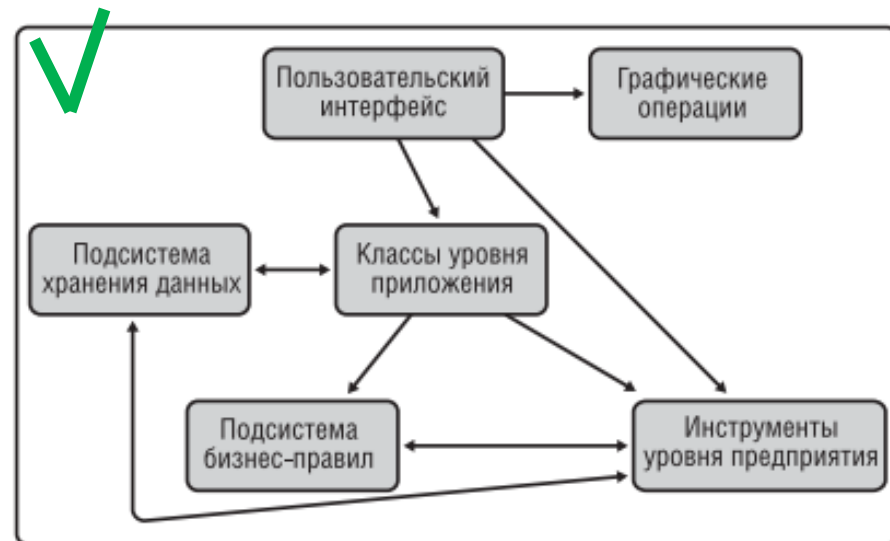 Пользовательский
интерфейс
Графические
операции
Подсистема
хранения данных
Классы уровня
приложения
Подсистема
бизнес-правил
Инструменты
уровня предприятия